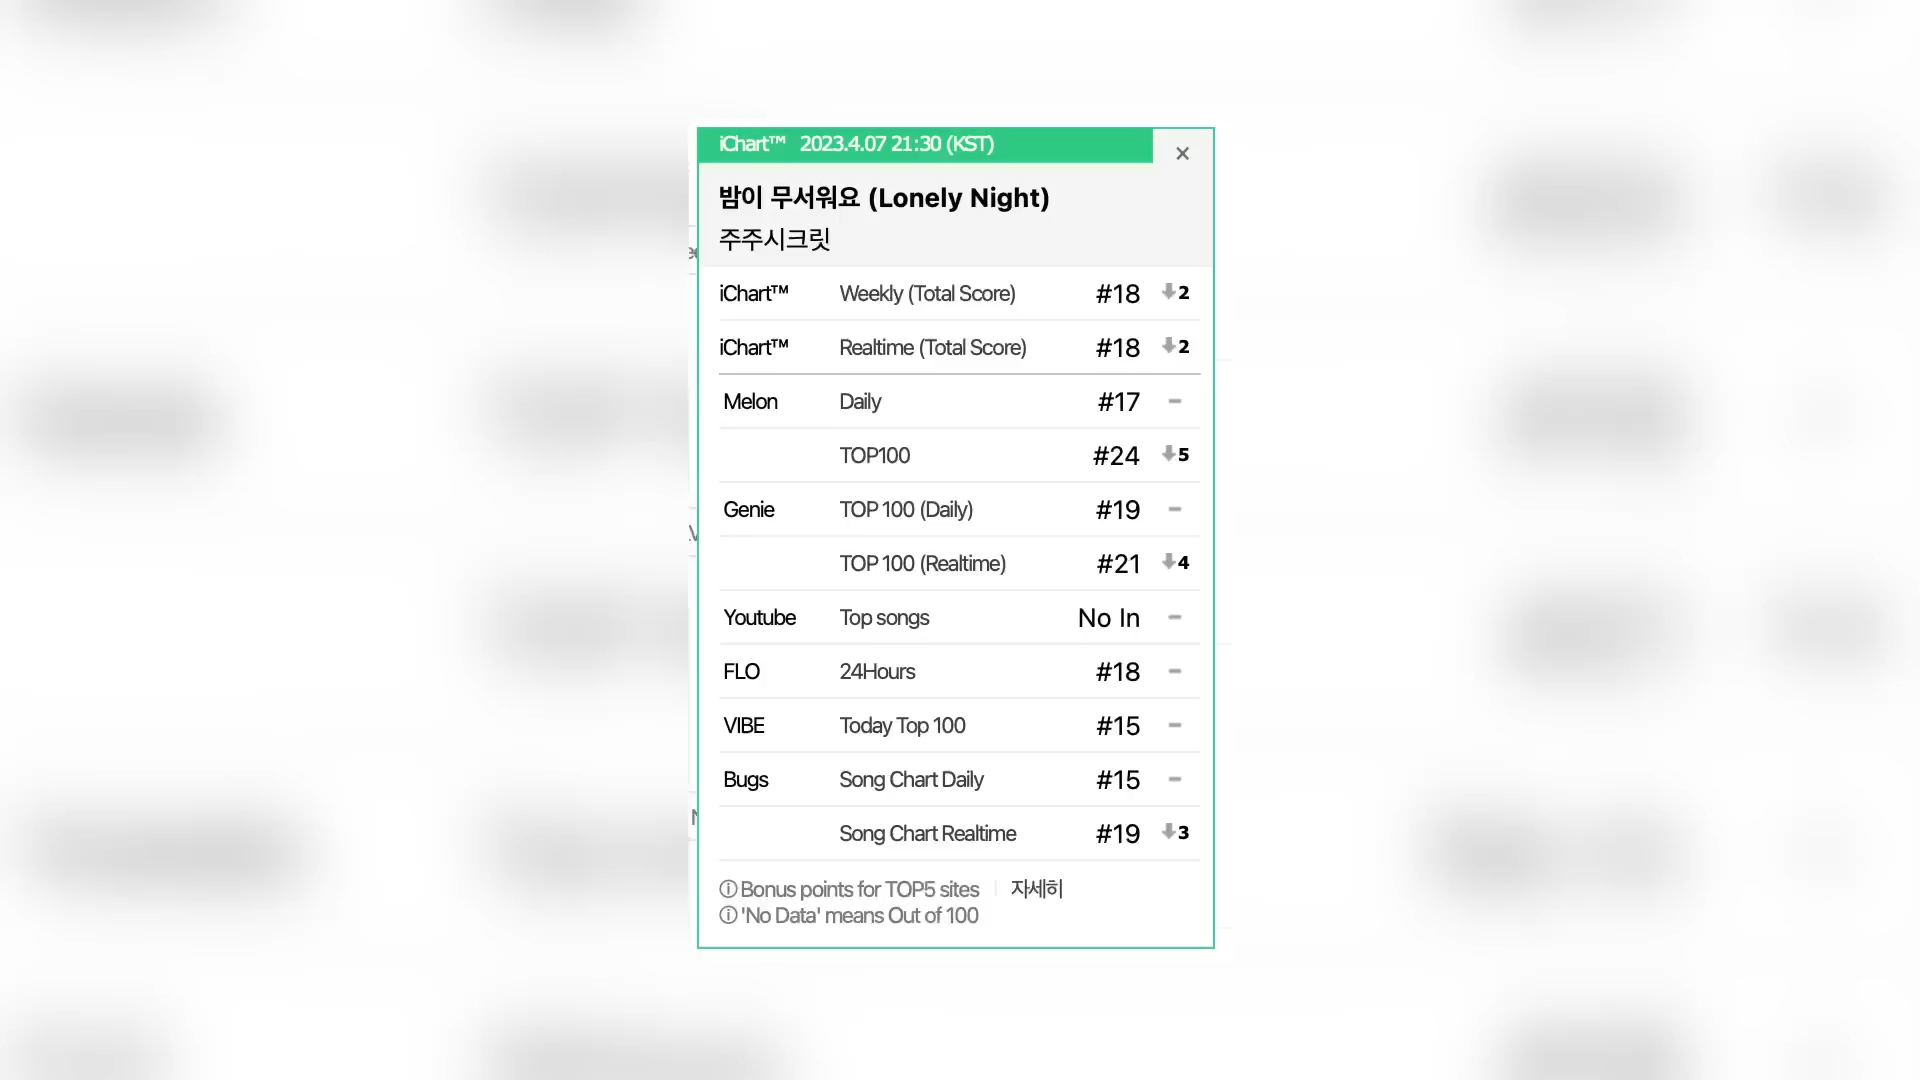 iChart™ 2023.4.07 21:30 (KST)
×
밤이 무서워요 (Lonely Night)
주주시크릿
iChart™ Weekly (Total Score) #18 2
iChart™ Realtime (Total Score) #18 2
Melon Daily #17 -
TOP100 #24 5
Genie TOP 100 (Daily) #19 -
TOP 100 (Realtime) #21 4
Youtube Top songs No In -
FLO 24Hours #18 -
VIBE Today Top 100 #15 -
Bugs Song Chart Daily #15 -
Song Chart Realtime #19 3
Bonus points for TOP5 sites 자세히
'No Data' means Out of 100